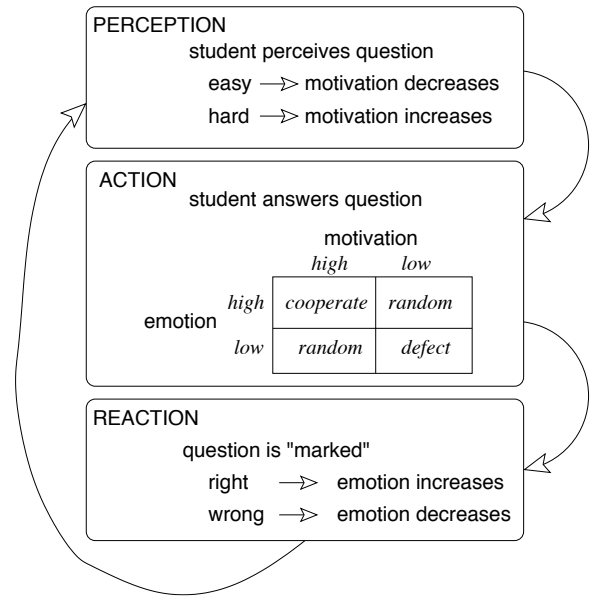 PERCEPTION
student perceives question
easy motivation decreases
hard motivation increases
ACTION
student answers question
motivation
high low
high cooperate random
emotion
low random defect
REACTION
question is "marked"
right emotion increases
wrong emotion decreases